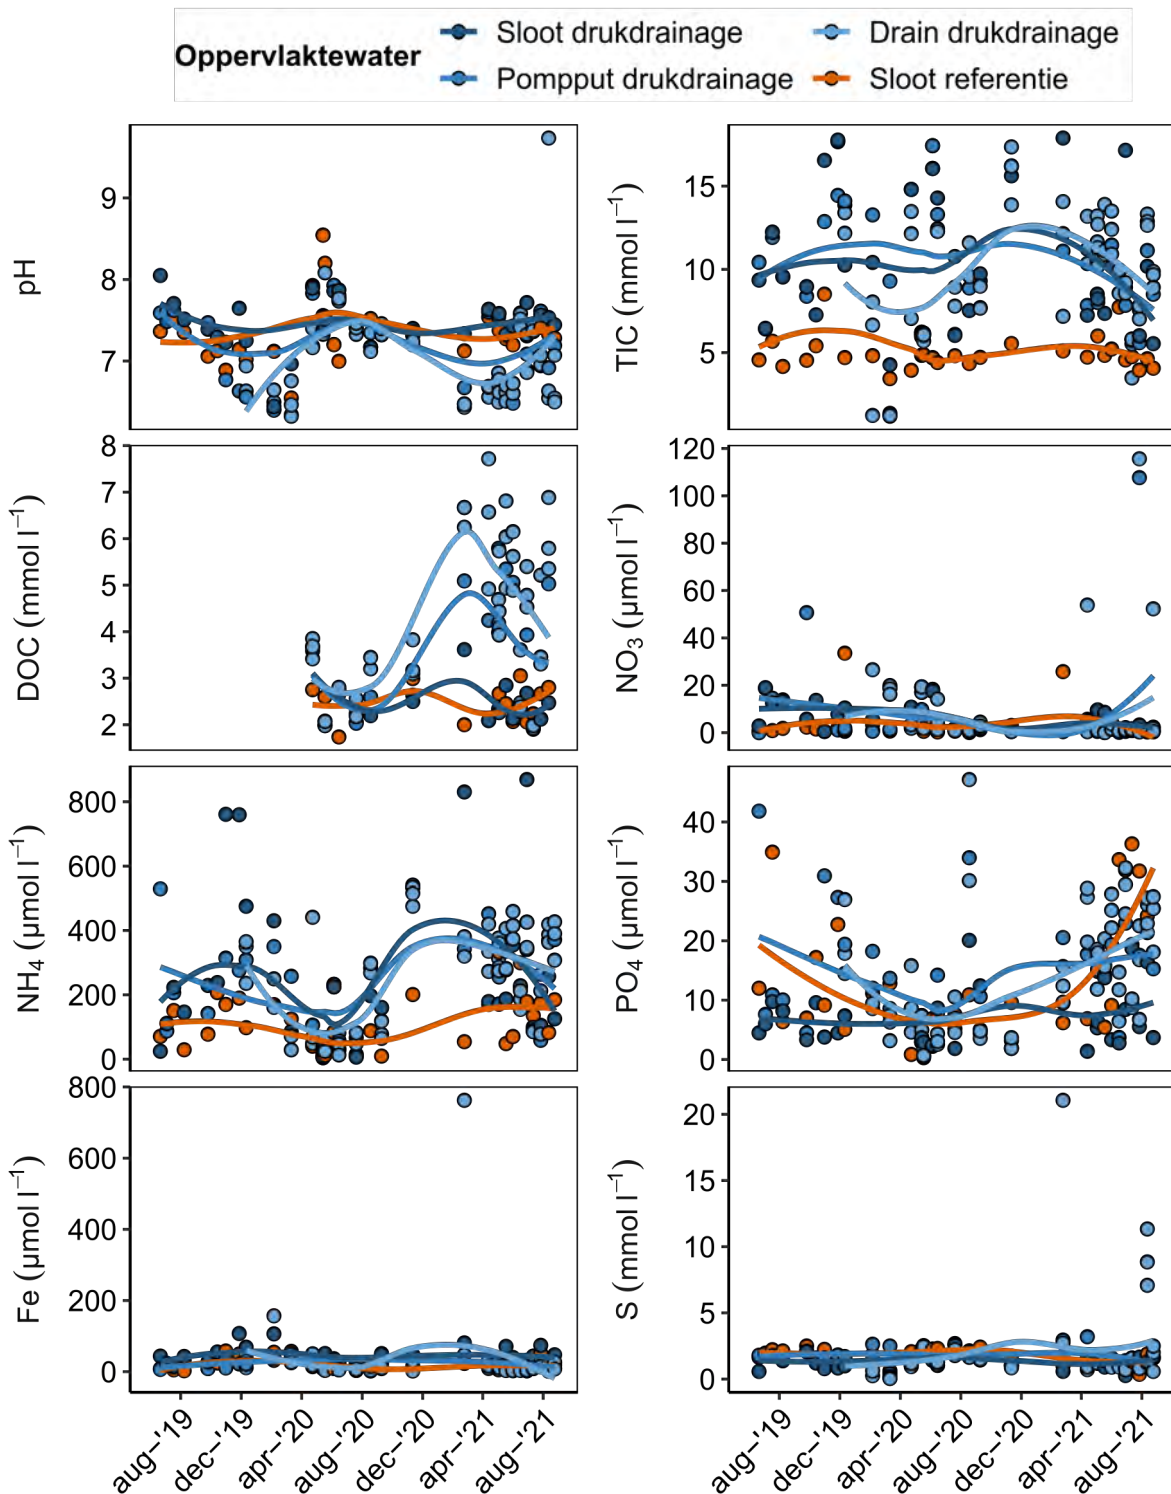 Oppervlaktewater
Sloot drukdrainage
Drain drukdrainage
Pompput drukdrainage
Sloot referentie
pH
9
8
7
TIC (mmol l⁻¹)
15
10
5
DOC (mmol l⁻¹)
8
7
6
5
4
3
2
NO₃ (µmol l⁻¹)
120
100
80
60
40
20
0
NH₄ (µmol l⁻¹)
800
600
400
200
0
PO₄ (µmol l⁻¹)
40
30
20
10
0
Fe (µmol l⁻¹)
800
600
400
200
0
S (mmol l⁻¹)
20
15
10
5
0
aug-'19
dec-'19
apr-'20
aug-'20
dec-'20
apr-'21
aug-'21
aug-'19
dec-'19
apr-'20
aug-'20
dec-'20
apr-'21
aug-'21